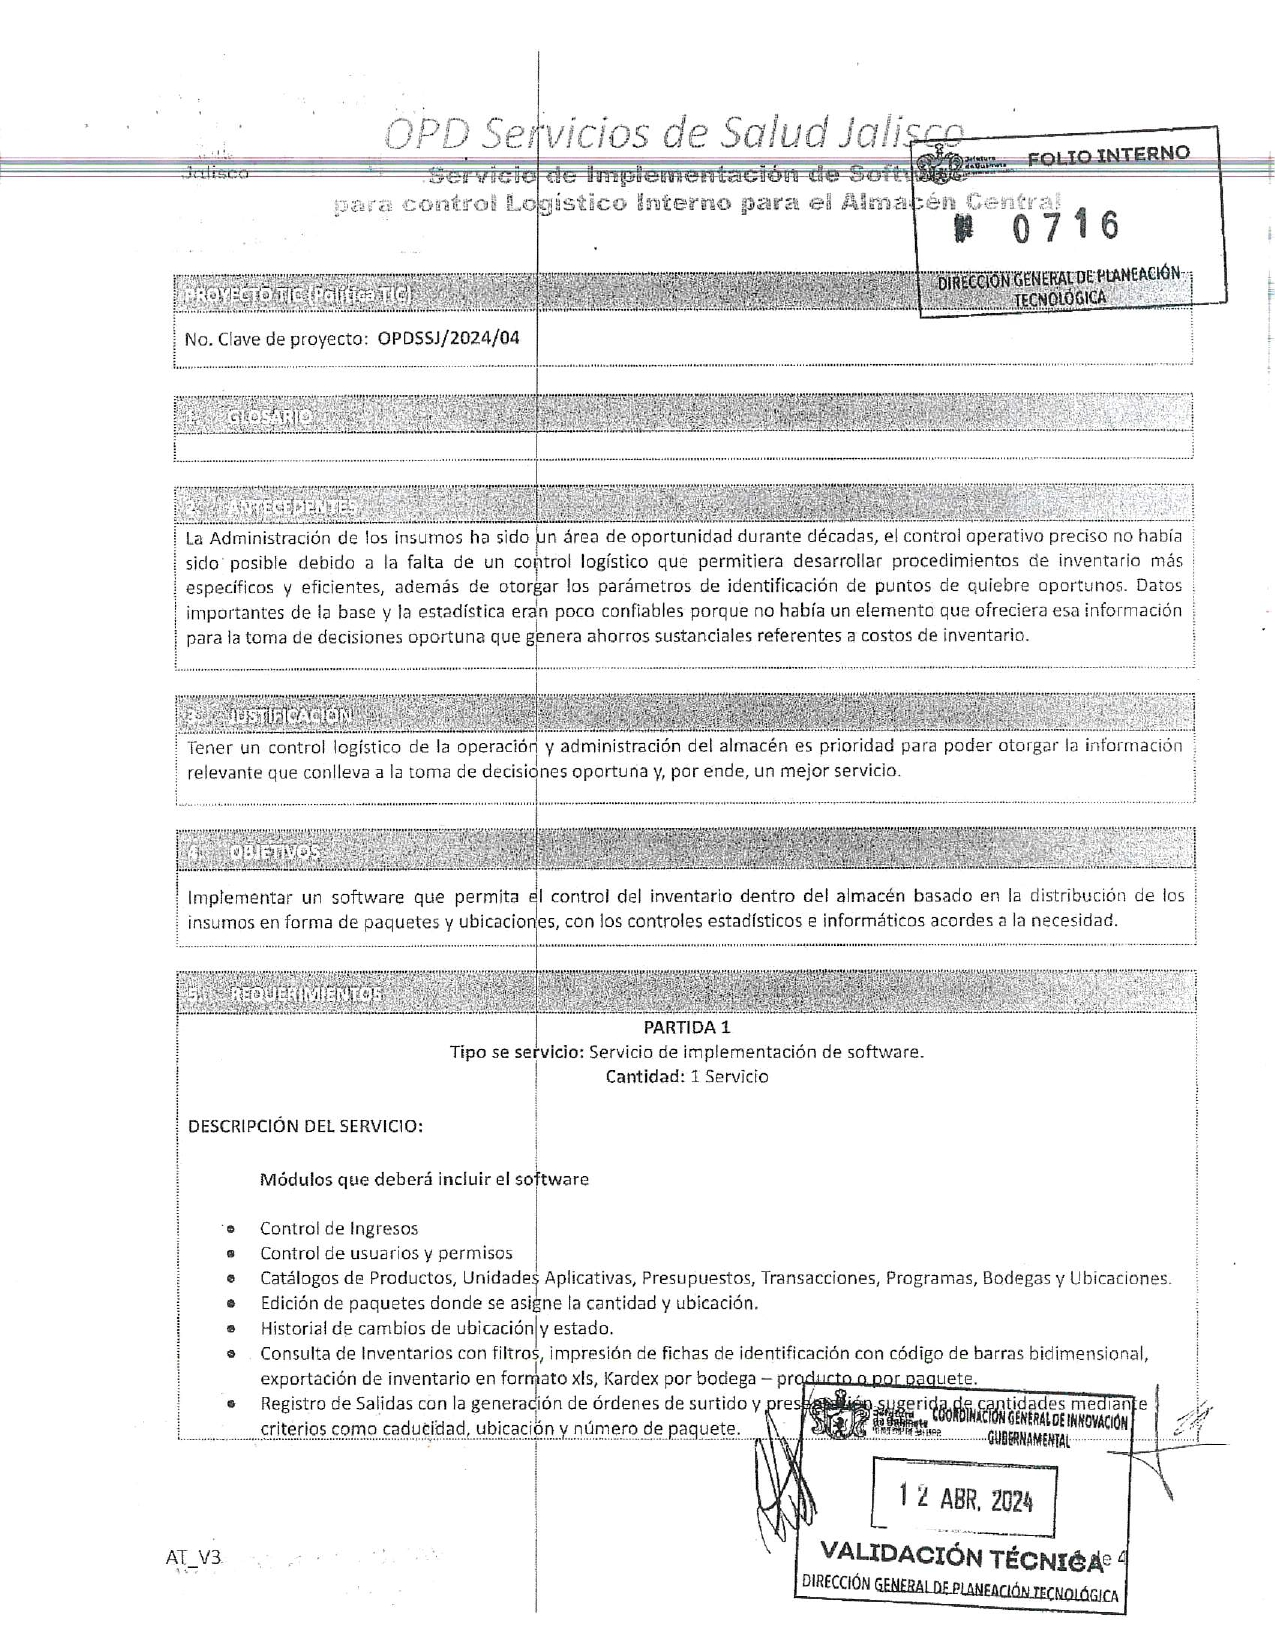 OPD Servicios de Salud Jalisco
Jalisco
Servicio de Implementación de
para control Logístico Interno para el Almacén Central
FOLIO INTERNO
0716
DIRECCIÓN GENERAL DE PLANEACIÓN
TECNOLÓGICA
PROYECTO TIC (Política TIC)
No. Clave de proyecto: OPDSSJ/2024/04
1. GLOSARIO
2. ANTECEDENTES
La Administración de los insumos ha sido un área de oportunidad durante décadas, el control operativo preciso no había
sido posible debido a la falta de un control logístico que permitiera desarrollar procedimientos de inventario más
específicos y eficientes, además de otorgar los parámetros de identificación de puntos de quiebre oportunos. Datos
importantes de la base y la estadística eran poco confiables porque no había un elemento que ofreciera esa información
para la toma de decisiones oportuna que genera ahorros sustanciales referentes a costos de inventario.
3. JUSTIFICACIÓN
Tener un control logístico de la operación y administración del almacén es prioridad para poder otorgar la información
relevante que conlleva a la toma de decisiones oportuna y, por ende, un mejor servicio.
4. OBJETIVOS
Implementar un software que permita el control del inventario dentro del almacén basado en la distribución de los
insumos en forma de paquetes y ubicaciones, con los controles estadísticos e informáticos acordes a la necesidad.
5. REQUERIMIENTOS
PARTIDA 1
Tipo se servicio: Servicio de implementación de software.
Cantidad: 1 Servicio
DESCRIPCIÓN DEL SERVICIO:
Módulos que deberá incluir el software
• Control de Ingresos
• Control de usuarios y permisos
• Catálogos de Productos, Unidades Aplicativas, Presupuestos, Transacciones, Programas, Bodegas y Ubicaciones.
• Edición de paquetes donde se asigne la cantidad y ubicación.
• Historial de cambios de ubicación y estado.
• Consulta de Inventarios con filtros, impresión de fichas de identificación con código de barras bidimensional,
exportación de inventario en formato xls, Kardex por bodega – producto o por paquete.
• Registro de Salidas con la generación de órdenes de surtido y sugerida de cantidades mediante
criterios como caducidad, ubicación y número de paquete.
COORDINACIÓN GENERAL DE INNOVACIÓN
GUBERNAMENTAL
12 ABR. 2024
VALIDACIÓN TÉCNICA
DIRECCIÓN GENERAL DE PLANEACIÓN TECNOLÓGICA
AT_V3
de 4